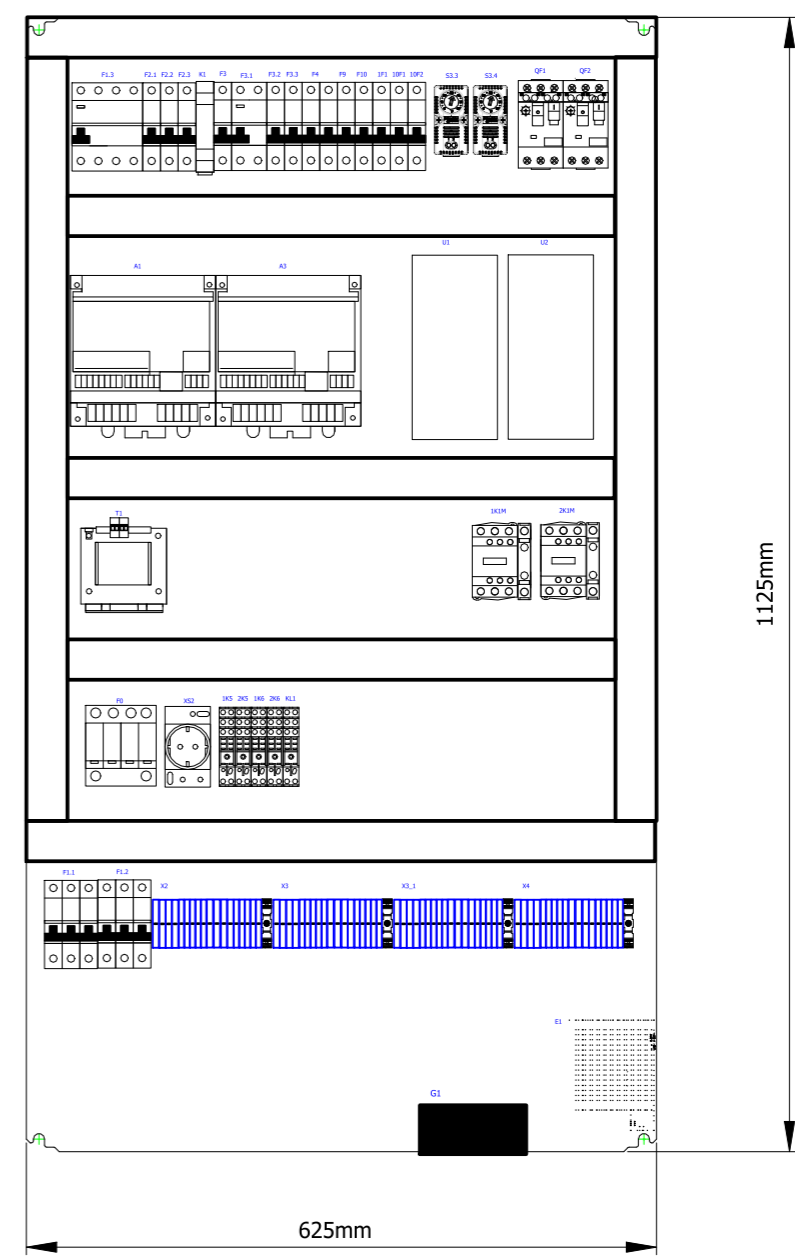 F1.3 F2.1 F2.2 F2.3 K1 F3 F3.1 F3.2 F3.3 F4 F9 F10 1F1 10F1 10F2 S3.3 S3.4 QF1 QF2
U1 U2
A1 A3
T1 1K1M 2K1M
F0 XS2 1K5 2K5 1K6 2K6 KL1
F1.1 F1.2 X2 X3 X3_1 X4
E1
G1
1125mm
625mm